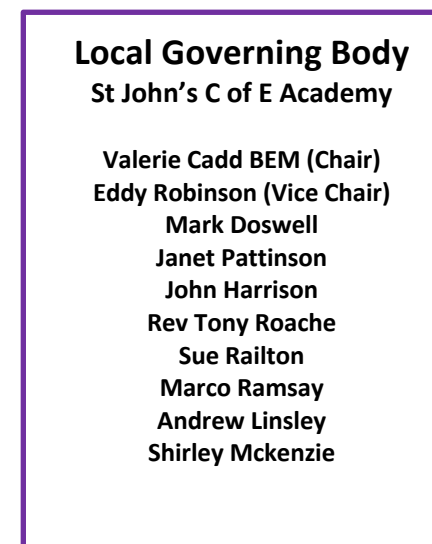 Local Governing Body
St John’s C of E Academy
Valerie Cadd BEM (Chair)
Eddy Robinson (Vice Chair)
Mark Doswell
Janet Pattinson
John Harrison
Rev Tony Roache
Sue Railton
Marco Ramsay
Andrew Linsley
Shirley Mckenzie